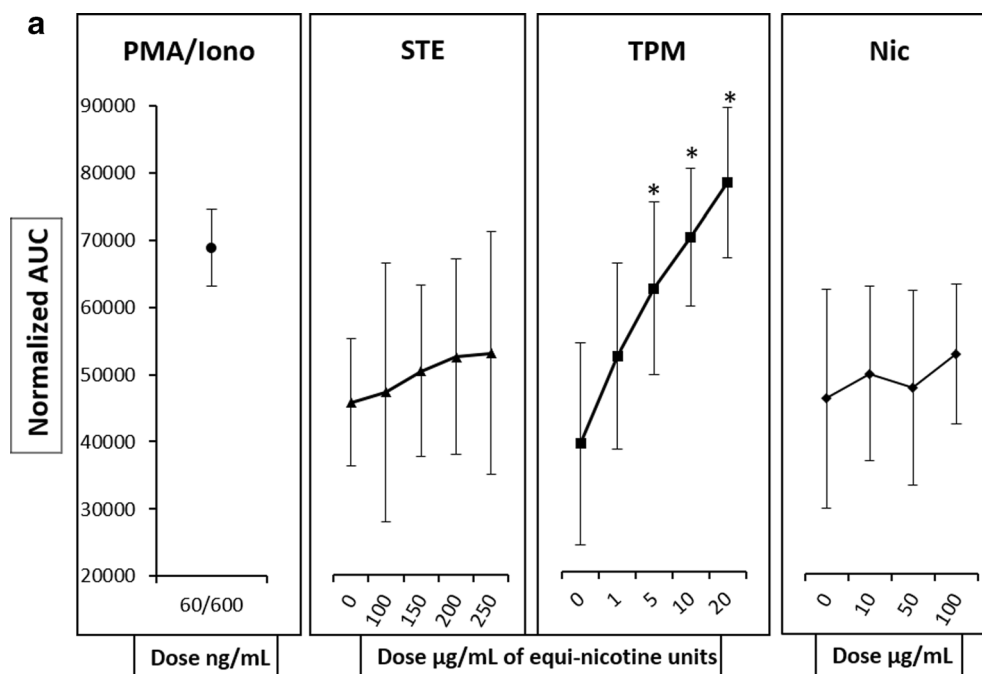 a
PMA/Iono
STE
TPM
Nic
Normalized AUC
90000
80000
70000
60000
50000
40000
30000
20000
* * *
60/600
0 100 150 200 250
0 1 5 10 20
0 10 50 100
Dose ng/mL
Dose µg/mL of equi-nicotine units
Dose µg/mL